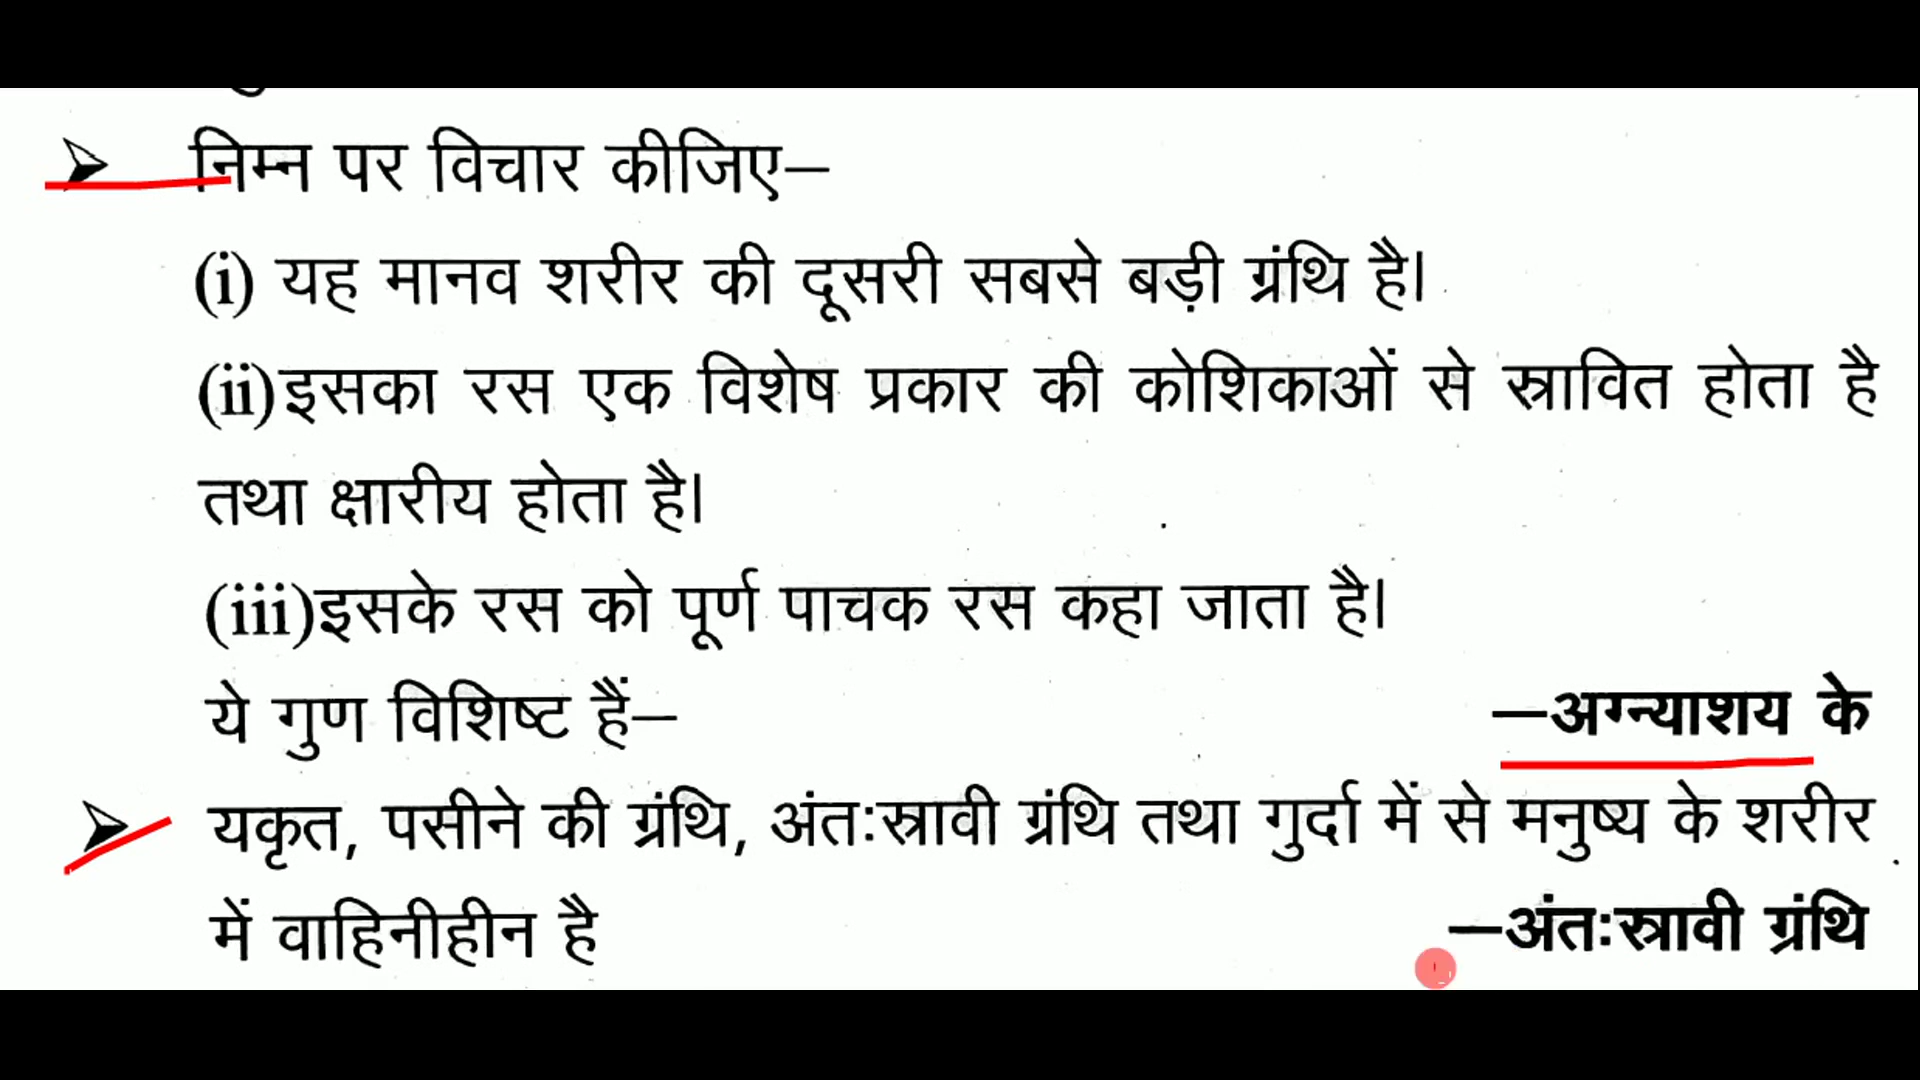 ➢ निम्न पर विचार कीजिए–
(i) यह मानव शरीर की दूसरी सबसे बड़ी ग्रंथि है।
(ii)इसका रस एक विशेष प्रकार की कोशिकाओं से स्रावित होता है
तथा क्षारीय होता है।
(iii)इसके रस को पूर्ण पाचक रस कहा जाता है।
ये गुण विशिष्ट हैं– —अग्न्याशय के
➢ यकृत, पसीने की ग्रंथि, अंतःस्रावी ग्रंथि तथा गुर्दा में से मनुष्य के शरीर
में वाहिनीहीन है —अंतःस्रावी ग्रंथि